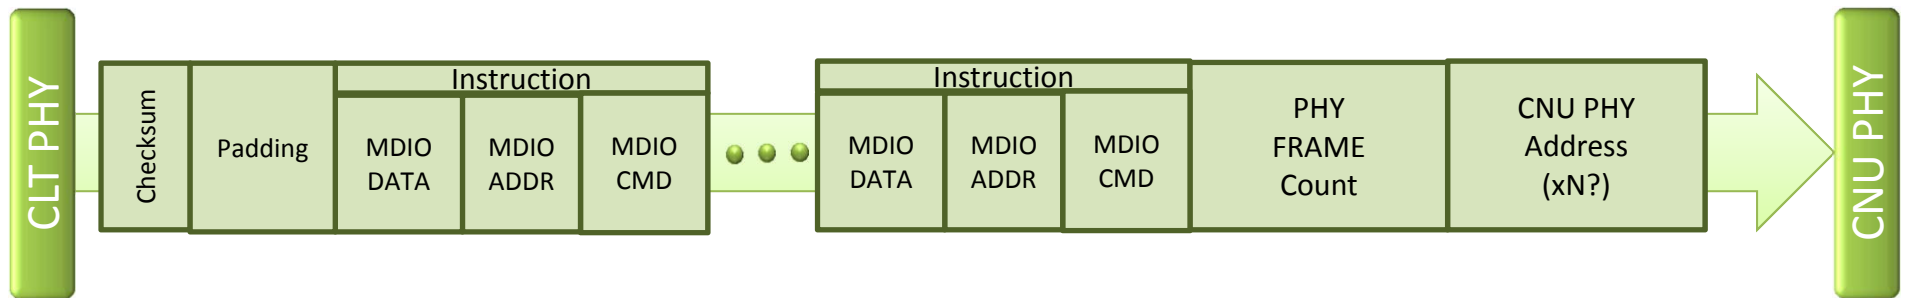 CLT PHY
Checksum
Padding
Instruction
MDIO
DATA
MDIO
ADDR
MDIO
CMD
Instruction
MDIO
DATA
MDIO
ADDR
MDIO
CMD
PHY
FRAME
Count
CNU PHY
Address
(xN?)
CNU PHY